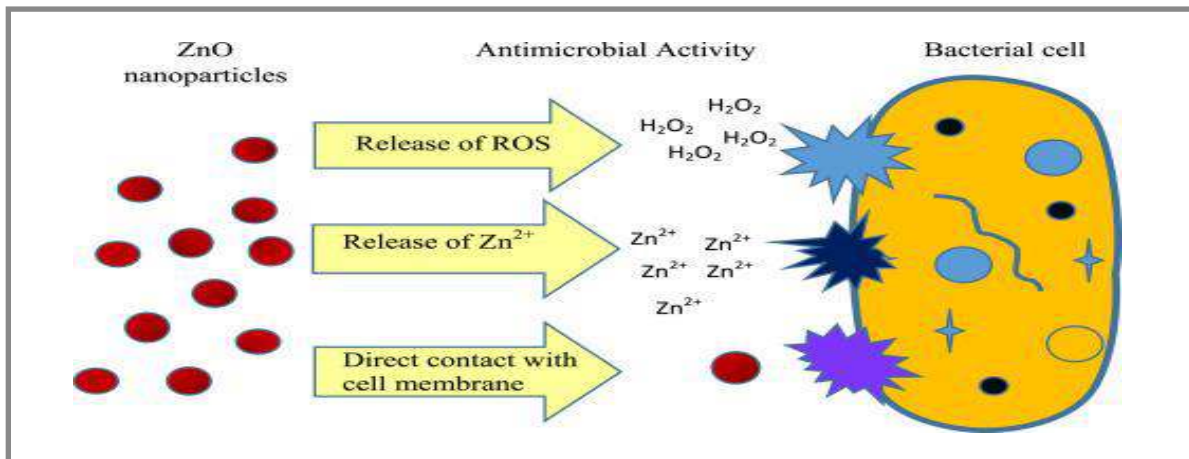 ZnO
nanoparticles
Antimicrobial Activity
Bacterial cell
Release of ROS
H₂O₂
H₂O₂
H₂O₂
H₂O₂
Release of Zn²⁺
Zn²⁺
Zn²⁺
Zn²⁺
Zn²⁺
Zn²⁺
Direct contact with
cell membrane